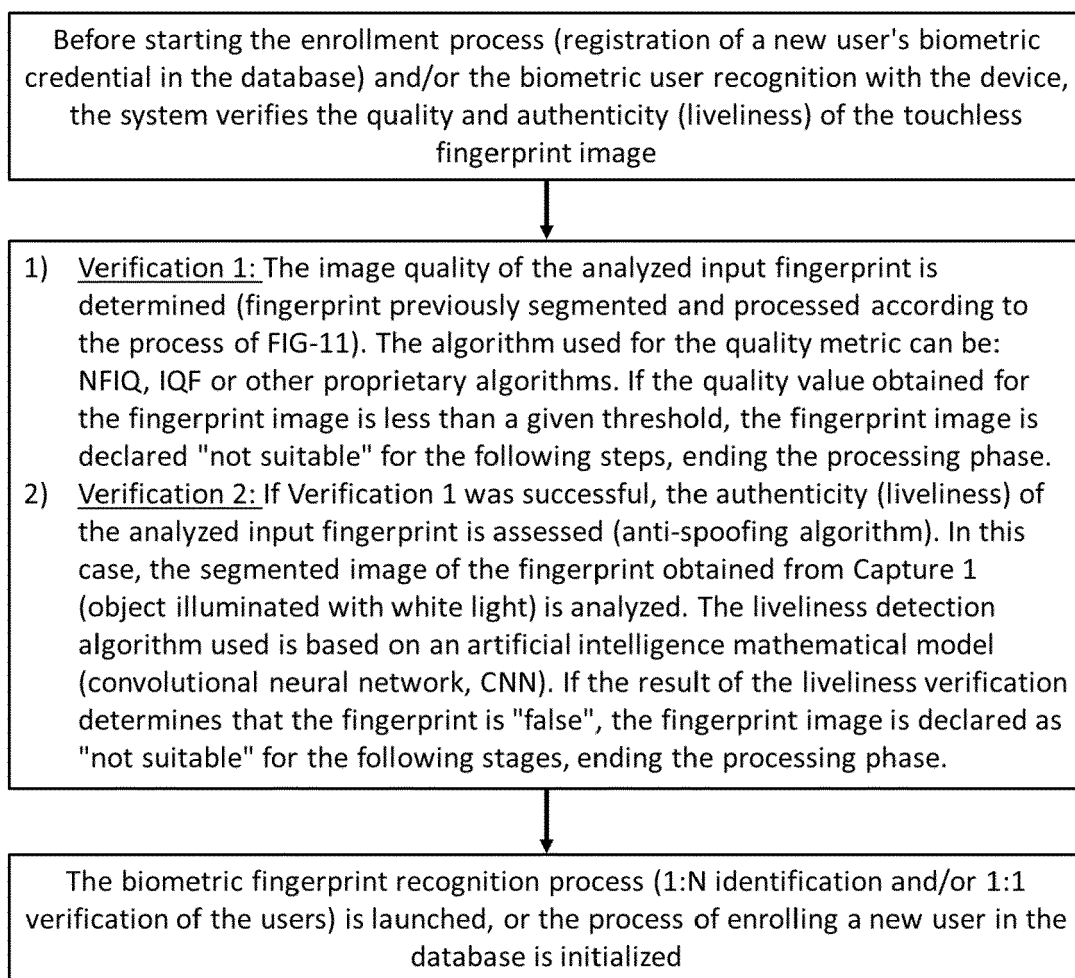 Before starting the enrollment process (registration of a new user's biometric
credential in the database) and/or the biometric user recognition with the device,
the system verifies the quality and authenticity (liveliness) of the touchless
fingerprint image
1) Verification 1: The image quality of the analyzed input fingerprint is
determined (fingerprint previously segmented and processed according to
the process of FIG-11). The algorithm used for the quality metric can be:
NFIQ, IQF or other proprietary algorithms. If the quality value obtained for
the fingerprint image is less than a given threshold, the fingerprint image is
declared "not suitable" for the following steps, ending the processing phase.
2) Verification 2: If Verification 1 was successful, the authenticity (liveliness) of
the analyzed input fingerprint is assessed (anti-spoofing algorithm). In this
case, the segmented image of the fingerprint obtained from Capture 1
(object illuminated with white light) is analyzed. The liveliness detection
algorithm used is based on an artificial intelligence mathematical model
(convolutional neural network, CNN). If the result of the liveliness verification
determines that the fingerprint is "false", the fingerprint image is declared as
"not suitable" for the following stages, ending the processing phase.
The biometric fingerprint recognition process (1:N identification and/or 1:1
verification of the users) is launched, or the process of enrolling a new user in the
database is initialized